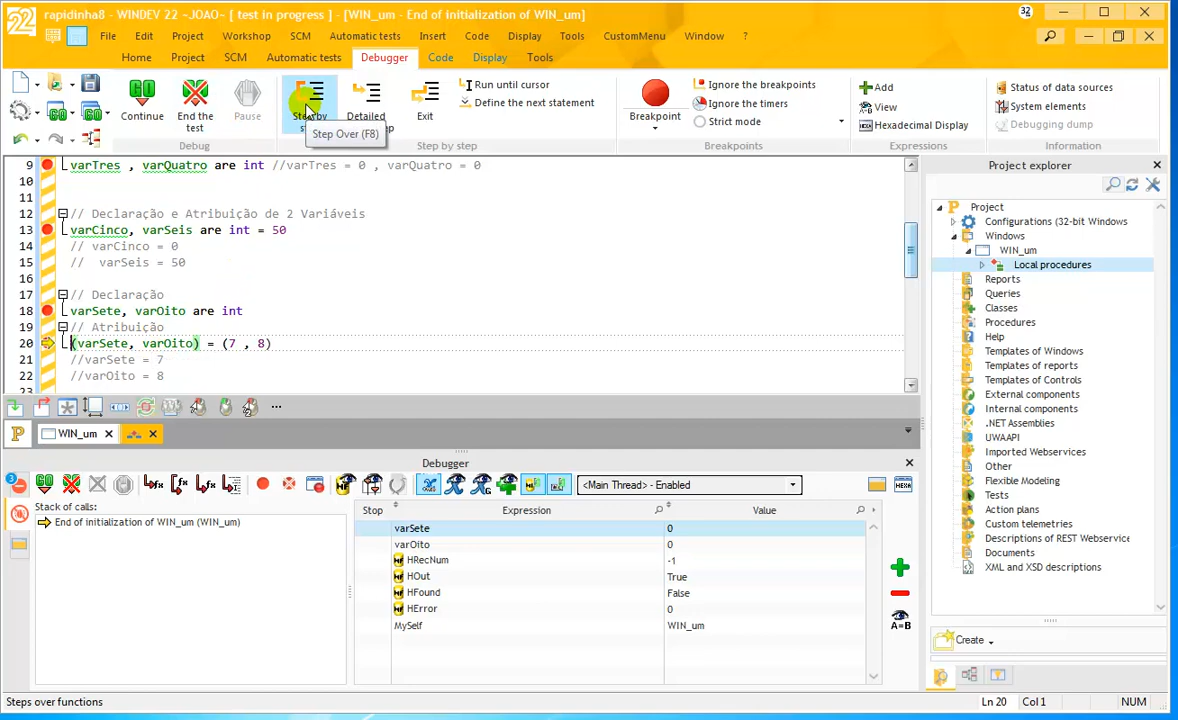 22 rapidinha8 - WINDEV 22 -JOAO- [ test in progress ] - [WIN_um - End of initialization of WIN_um] 32
File Edit Project Workshop SCM Automatic tests Insert Code Display Tools CustomMenu Window ?
Home Project SCM Automatic tests Debugger Code Display Tools
GO Continue
End the test
Pause
Debug
Step by
Step Over (F8)
Detailed
Exit
Run until cursor
Define the next statement
Step by step
Breakpoint
Ignore the breakpoints
Ignore the timers
Strict mode
Breakpoints
Add
View
Hexadecimal Display
Expressions
Status of data sources
System elements
Debugging dump
Information
9 varTres , varQuatro are int //varTres = 0 , varQuatro = 0
10
11
12 // Declaração e Atribuição de 2 Variáveis
13 varCinco, varSeis are int = 50
14 // varCinco = 0
15 // varSeis = 50
16
17 // Declaração
18 varSete, varOito are int
19 // Atribuição
20 (varSete, varOito) = (7 , 8)
21 //varSete = 7
22 //varOito = 8
23
WIN_um
Debugger
<Main Thread> - Enabled
Stack of calls:
End of initialization of WIN_um (WIN_um)
Stop Expression Value
varSete 0
varOito 0
HRecNum -1
HOut True
HFound False
HError 0
MySelf WIN_um
A=B
Project explorer
Project
Configurations (32-bit Windows
Windows
WIN_um
Local procedures
Reports
Queries
Classes
Procedures
Help
Templates of Windows
Templates of reports
Templates of Controls
External components
Internal components
.NET Assemblies
UWAAPI
Imported Webservices
Other
Flexible Modeling
Tests
Action plans
Custom telemetries
Descriptions of REST Webservice
Documents
XML and XSD descriptions
Create
Steps over functions
Ln 20 Col 1 NUM